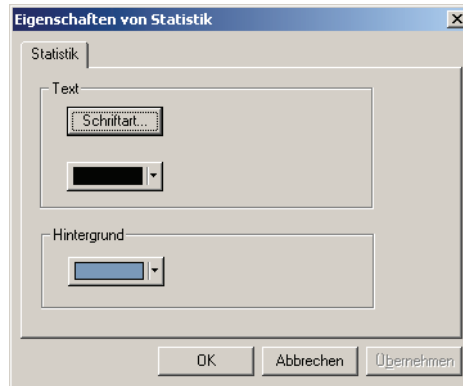 Eigenschaften von Statistik
Statistik
Text
Schriftart...
Hintergrund
OK Abbrechen Übernehmen